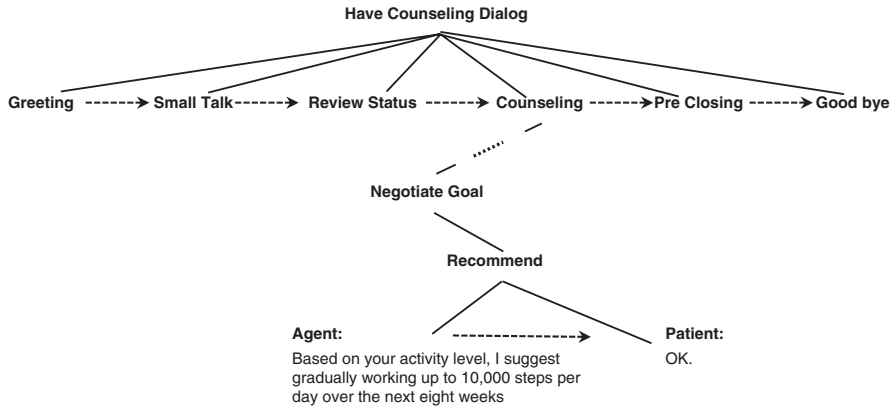 Have Counseling Dialog
Greeting
Small Talk
Review Status
Counseling
Pre Closing
Good bye
Negotiate Goal
Recommend
Agent:
Patient:
Based on your activity level, I suggest
OK.
gradually working up to 10,000 steps per
day over the next eight weeks